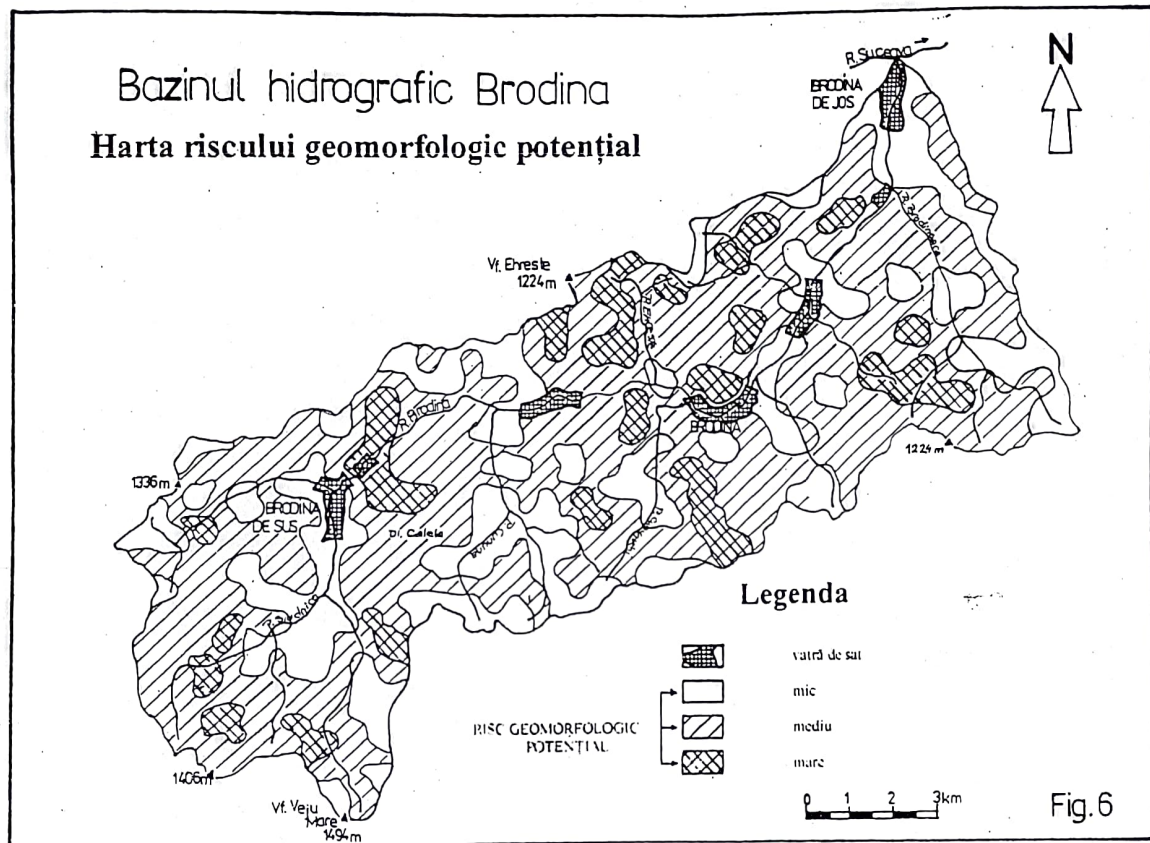 Bazinul hidrografic Brodina
Harta riscului geomorfologic potențial
R. Suceava
BRODINA
DE JOS
N
Vf. Ehreste
1224m
R. Brodina
BRODINA
1224m
1336m
BRODINA
DE SUS
1406m
Vf. Veju
Mare
1494m
Legenda
vatră de sat
mic
RISC GEOMORFOLOGIC
POTENȚIAL
mediu
mare
0 1 2 3km
Fig.6